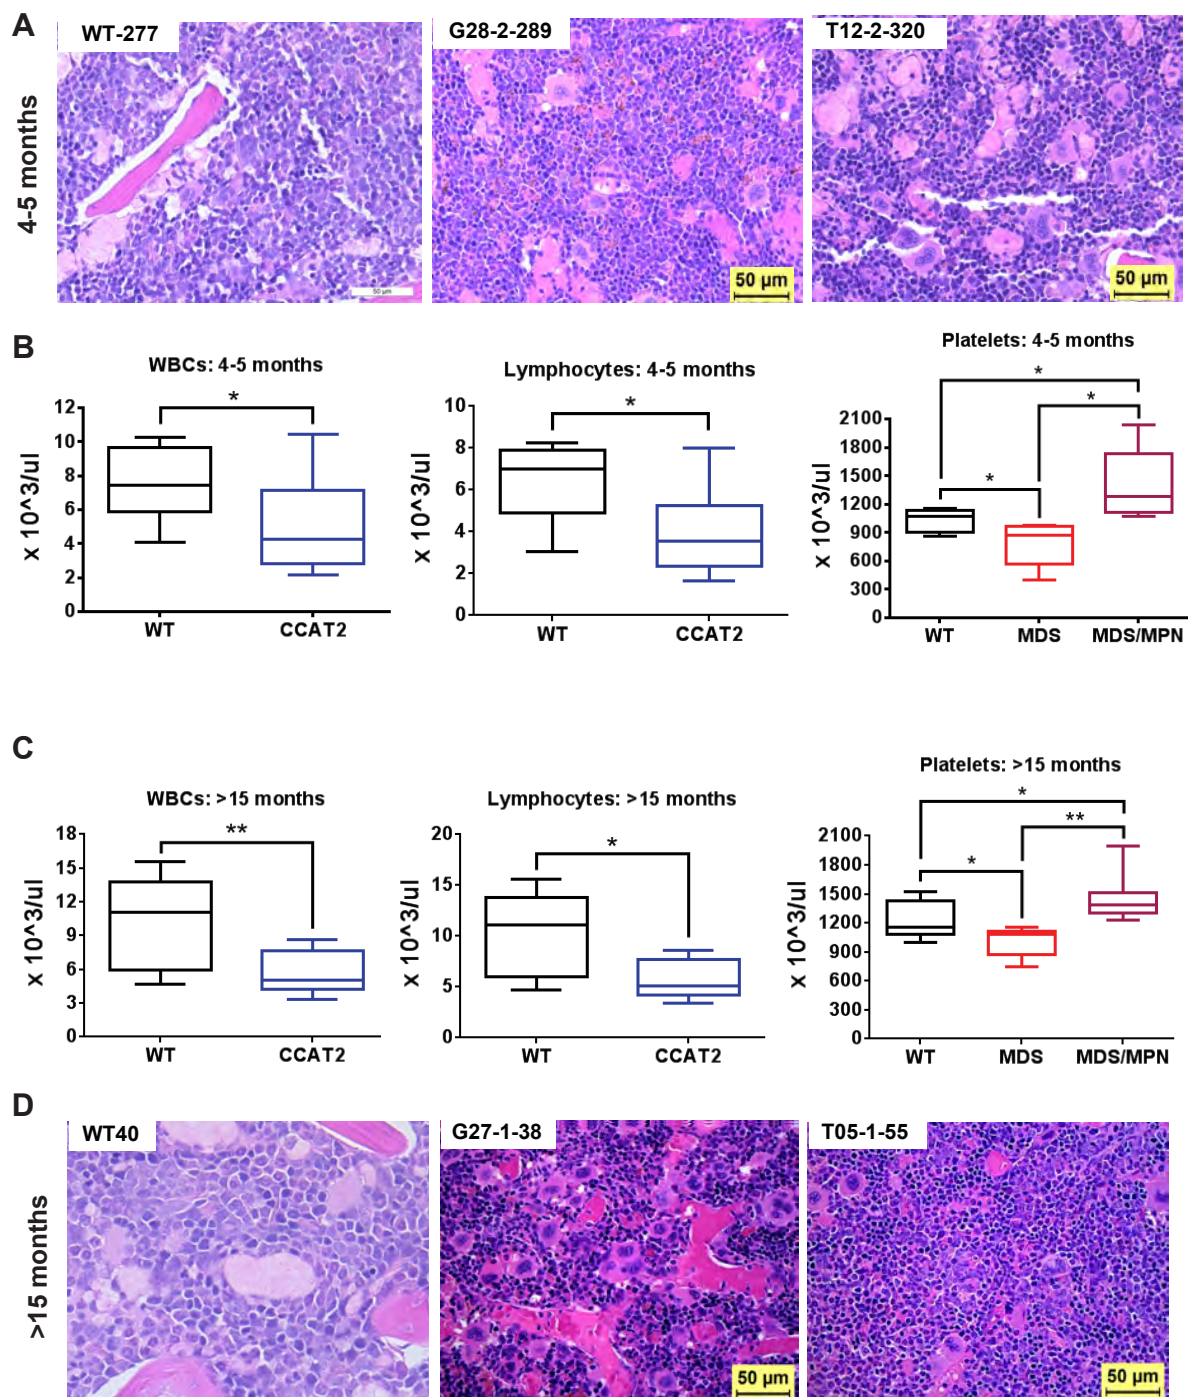 A
WT-277
G28-2-289
T12-2-320
4-5 months
50 µm
50 µm
50 µm
B
WBCs: 4-5 months
x 10^3/ul
12
10
8
6
4
2
0
*
WT
CCAT2
Lymphocytes: 4-5 months
x 10^3/ul
10
8
6
4
2
0
*
WT
CCAT2
Platelets: 4-5 months
x 10^3/ul
2100
1800
1500
1200
900
600
300
0
*
*
*
WT
MDS
MDS/MPN
C
WBCs: >15 months
x 10^3/ul
18
15
12
9
6
3
0
**
WT
CCAT2
Lymphocytes: >15 months
x 10^3/ul
20
15
10
5
0
*
WT
CCAT2
Platelets: >15 months
x 10^3/ul
2100
1800
1500
1200
900
600
300
0
*
**
*
WT
MDS
MDS/MPN
D
WT40
G27-1-38
T05-1-55
>15 months
50 µm
50 µm